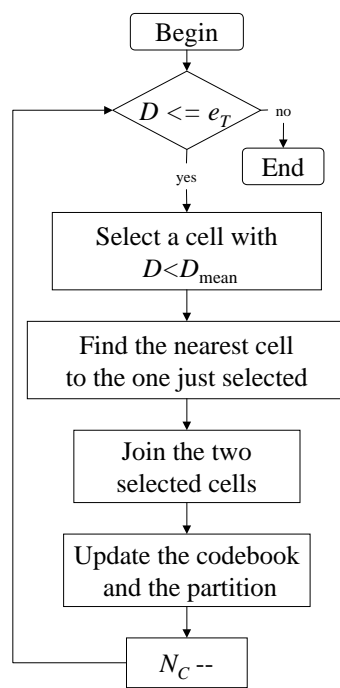 Begin
D <= e_T
no
End
yes
Select a cell with
D<D_mean
Find the nearest cell
to the one just selected
Join the two
selected cells
Update the codebook
and the partition
N_C --